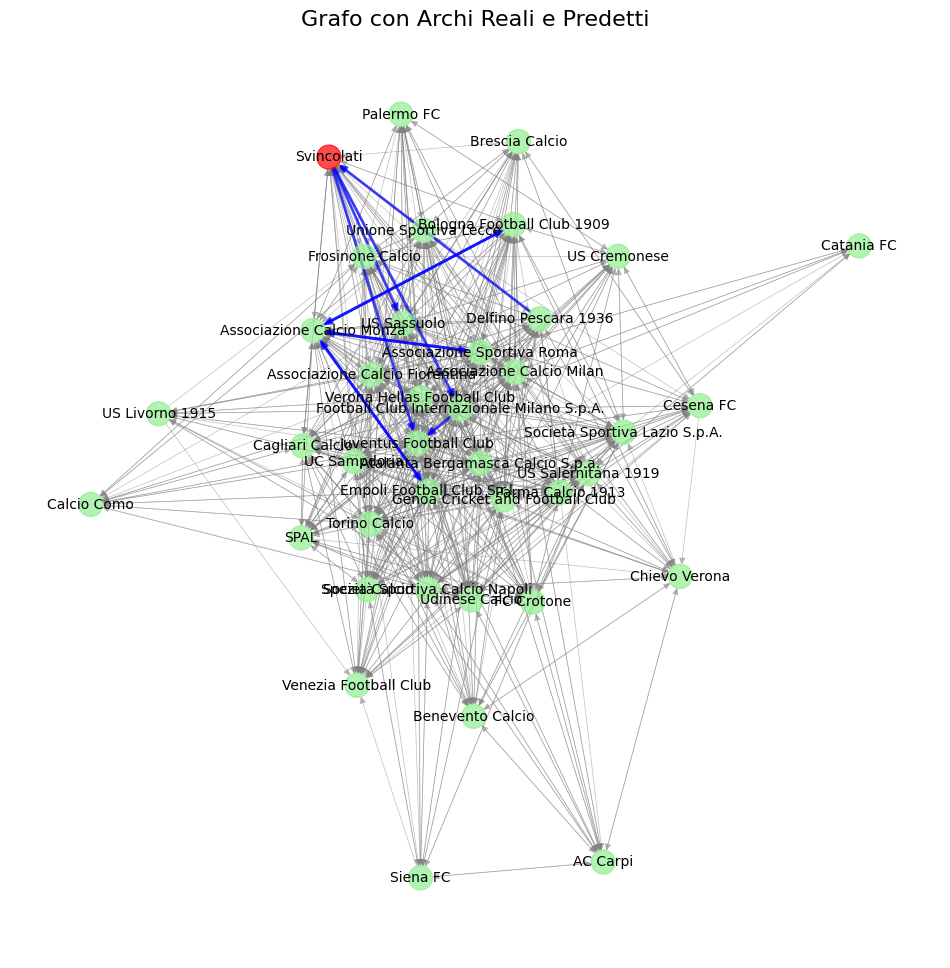 Grafo con Archi Reali e Predetti
Palermo FC
Brescia Calcio
Svincolati
Bologna Football Club 1909
Unione Sportiva Lecce
Catania FC
Frosinone Calcio
US Cremonese
Delfino Pescara 1936
US Sassuolo
Associazione Calcio Monza
Associazione Sportiva Roma
Associazione Calcio Milan
Associazione Calcio Fiorentina
Verona Hellas Football Club
Cesena FC
Football Club Internazionale Milano S.p.A.
US Livorno 1915
Società Sportiva Lazio S.p.A.
Juventus Football Club
Cagliari Calcio
UC Sampdoria
Atalanta Bergamasca Calcio S.p.a.
US Salernitana 1919
Empoli Football Club S.r.l.
Parma Calcio 1913
Genoa Cricket and Football Club
Calcio Como
Torino Calcio
SPAL
Chievo Verona
Spezia Calcio
Società Sportiva Calcio Napoli
Udinese Calcio
FC Crotone
Venezia Football Club
Benevento Calcio
AC Carpi
Siena FC